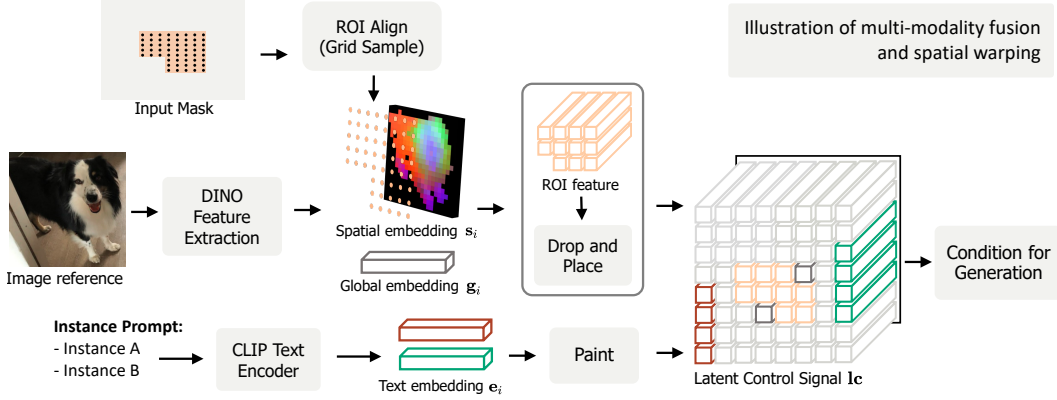 Illustration of multi-modality fusion
and spatial warping
ROI Align
(Grid Sample)
Input Mask
DINO
Feature
Extraction
Image reference
Spatial embedding s_i
Global embedding g_i
ROI feature
Drop and
Place
Condition for
Generation
Instance Prompt:
- Instance A
- Instance B
CLIP Text
Encoder
Text embedding e_i
Paint
Latent Control Signal lc